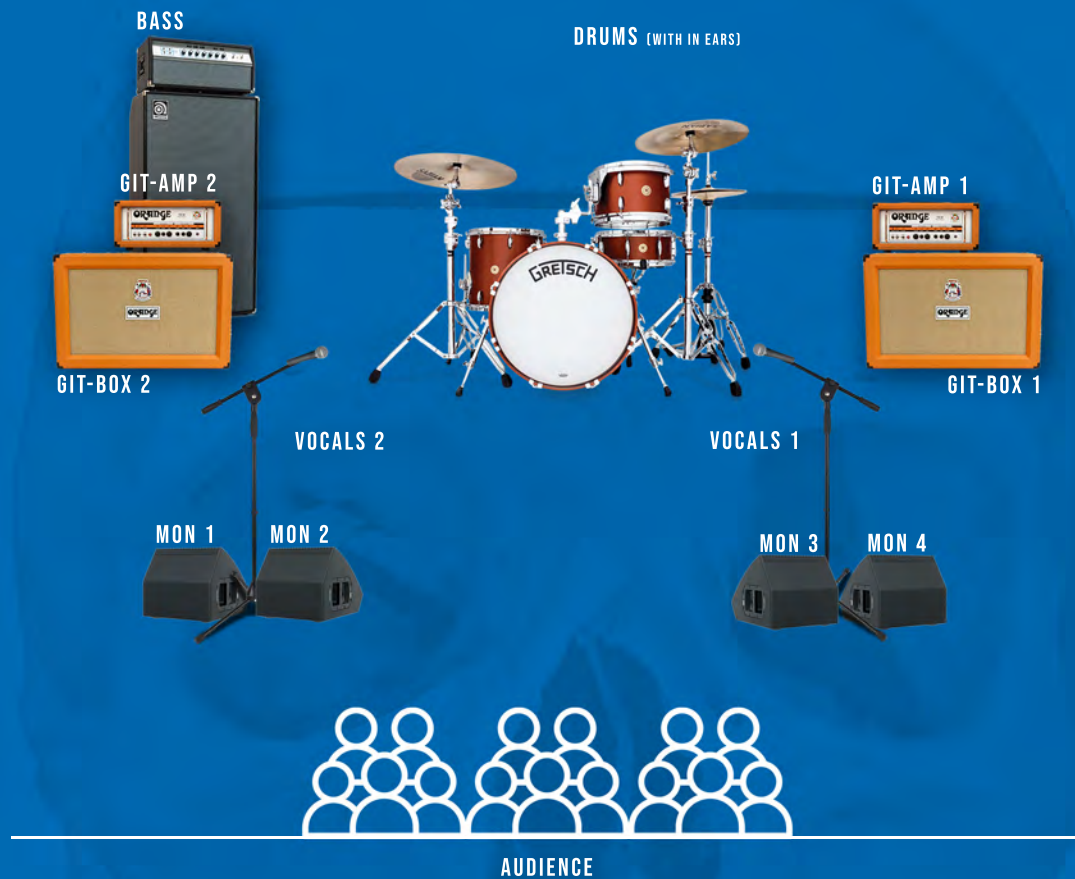 BASS
DRUMS (WITH IN EARS)
GIT-AMP 2
GIT-AMP 1
ORANGE
ORANGE
GRETSCH
ORANGE
ORANGE
GIT-BOX 2
GIT-BOX 1
VOCALS 2
VOCALS 1
MON 1
MON 2
MON 3
MON 4
AUDIENCE